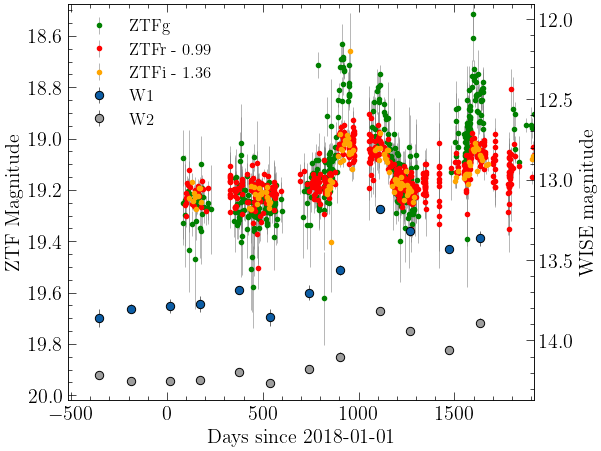 ZTFg
ZTFr - 0.99
ZTFi - 1.36
W1
W2
18.6
18.8
19.0
19.2
19.4
19.6
19.8
20.0
ZTF Magnitude
12.0
12.5
13.0
13.5
14.0
WISE magnitude
−500
0
500
1000
1500
Days since 2018-01-01